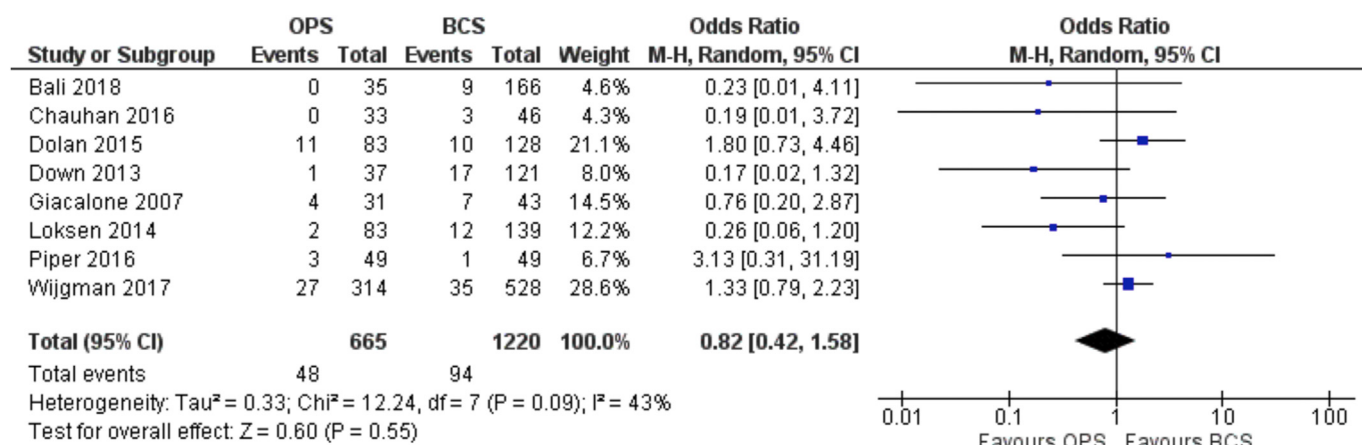 OPS BCS Odds Ratio Odds Ratio
Study or Subgroup Events Total Events Total Weight M-H, Random, 95% CI M-H, Random, 95% CI
Bali 2018 0 35 9 166 4.6% 0.23 [0.01, 4.11]
Chauhan 2016 0 33 3 46 4.3% 0.19 [0.01, 3.72]
Dolan 2015 11 83 10 128 21.1% 1.80 [0.73, 4.46]
Down 2013 1 37 17 121 8.0% 0.17 [0.02, 1.32]
Giacalone 2007 4 31 7 43 14.5% 0.76 [0.20, 2.87]
Loksen 2014 2 83 12 139 12.2% 0.26 [0.06, 1.20]
Piper 2016 3 49 1 49 6.7% 3.13 [0.31, 31.19]
Wijgman 2017 27 314 35 528 28.6% 1.33 [0.79, 2.23]
Total (95% CI) 665 1220 100.0% 0.82 [0.42, 1.58]
Total events 48 94
Heterogeneity: Tau² = 0.33; Chi² = 12.24, df = 7 (P = 0.09); I² = 43%
Test for overall effect: Z = 0.60 (P = 0.55)
0.01 0.1 1 10 100
Favours OPS Favours BCS